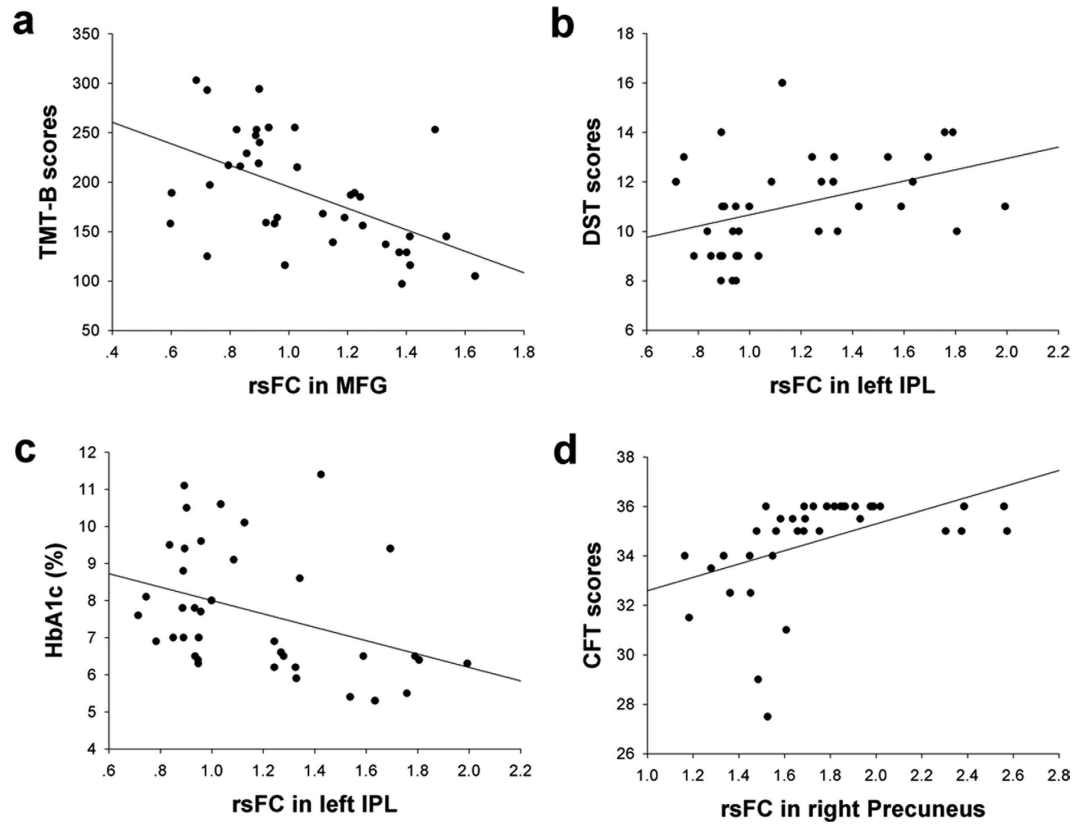 a
TMT-B scores
350
300
250
200
150
100
50
.4 .6 .8 1.0 1.2 1.4 1.6 1.8
rsFC in MFG
b
DST scores
18
16
14
12
10
8
6
.6 .8 1.0 1.2 1.4 1.6 1.8 2.0 2.2
rsFC in left IPL
c
HbA1c (%)
12
11
10
9
8
7
6
5
4
.6 .8 1.0 1.2 1.4 1.6 1.8 2.0 2.2
rsFC in left IPL
d
CFT scores
38
36
34
32
30
28
26
1.0 1.2 1.4 1.6 1.8 2.0 2.2 2.4 2.6 2.8
rsFC in right Precuneus